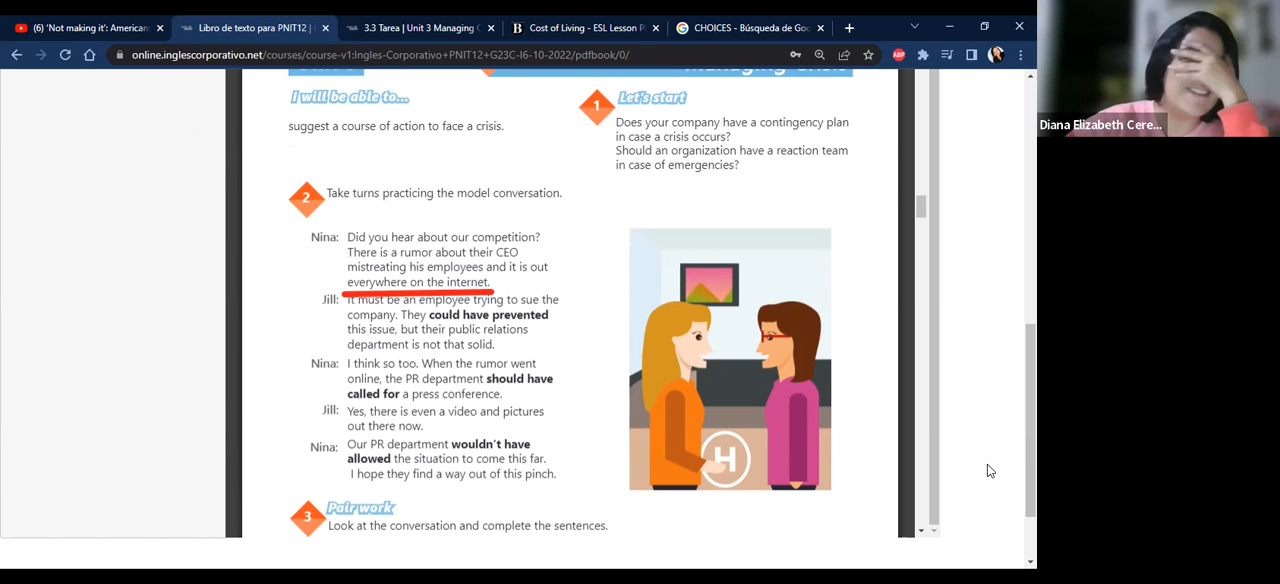 (6) 'Not making it': American
Libro de texto para PNIT12 |
3.3 Tarea | Unit 3 Managing C
Cost of Living - ESL Lesson P
CHOICES - Búsqueda de Goo
online.inglescorporativo.net/courses/course-v1:Ingles-Corporativo+PNIT12+G23C-I6-10-2022/pdfbook/0/
ABP
Managing Crisis
I will be able to...
suggest a course of action to face a crisis.
1 Let's start
Does your company have a contingency plan
in case a crisis occurs?
Should an organization have a reaction team
in case of emergencies?
2 Take turns practicing the model conversation.
Nina: Did you hear about our competition?
There is a rumor about their CEO
mistreating his employees and it is out
everywhere on the internet.
Jill: It must be an employee trying to sue the
company. They could have prevented
this issue, but their public relations
department is not that solid.
Nina: I think so too. When the rumor went
online, the PR department should have
called for a press conference.
Jill: Yes, there is even a video and pictures
out there now.
Nina: Our PR department wouldn't have
allowed the situation to come this far.
I hope they find a way out of this pinch.
H
3 Pair work
Look at the conversation and complete the sentences.
Diana Elizabeth Cere...